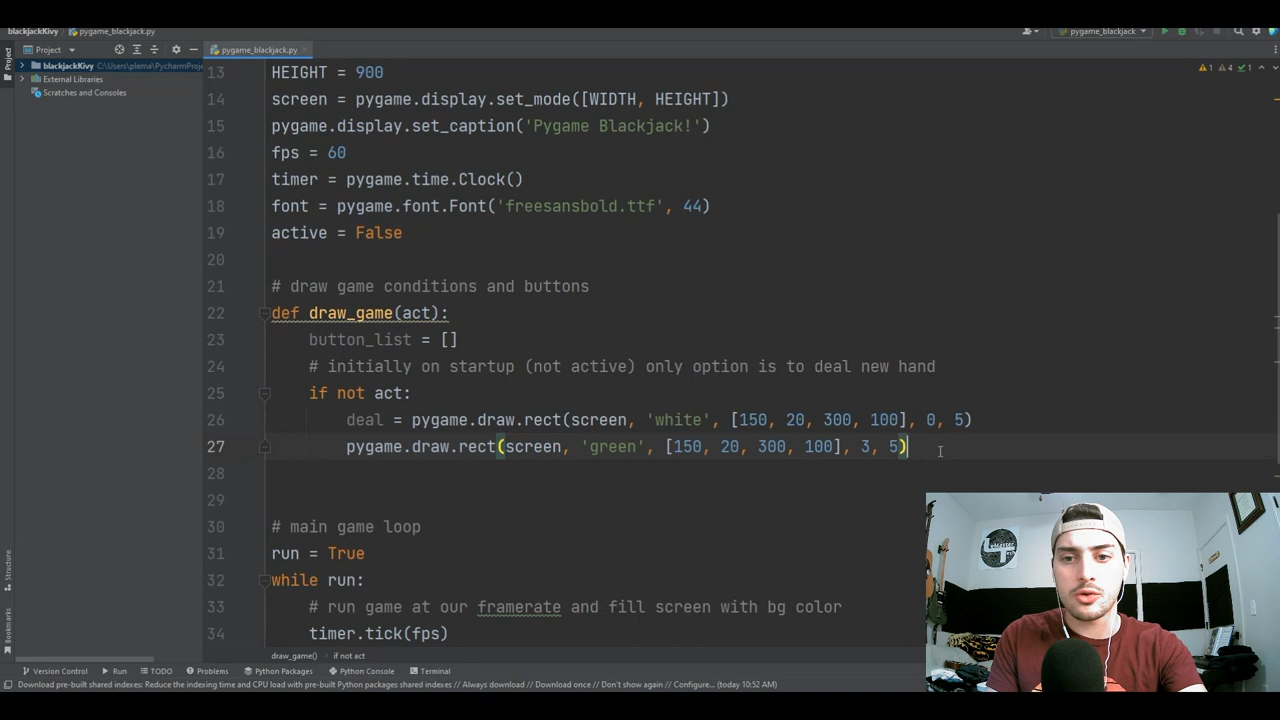 blackjackKivy pygame_blackjack.py pygame_blackjack
Project pygame_blackjack.py
blackjackKivy C:\Users\plema\PycharmProj
External Libraries
Scratches and Consoles
1 4 1
13 HEIGHT = 900
14 screen = pygame.display.set_mode([WIDTH, HEIGHT])
15 pygame.display.set_caption('Pygame Blackjack!')
16 fps = 60
17 timer = pygame.time.Clock()
18 font = pygame.font.Font('freesansbold.ttf', 44)
19 active = False
20
21 # draw game conditions and buttons
22 def draw_game(act):
23 button_list = []
24 # initially on startup (not active) only option is to deal new hand
25 if not act:
26 deal = pygame.draw.rect(screen, 'white', [150, 20, 300, 100], 0, 5)
27 pygame.draw.rect(screen, 'green', [150, 20, 300, 100], 3, 5)
28
29
30 # main game loop
31 run = True
32 while run:
33 # run game at our framerate and fill screen with bg color
34 timer.tick(fps)
draw_game() if not act
Project
Structure
Bookmarks
Version Control Run TODO Problems Python Packages Python Console Terminal
Download pre-built shared indexes: Reduce the indexing time and CPU load with pre-built Python packages shared indexes // Always download // Download once // Don't show again // Configure... (today 10:52 AM)